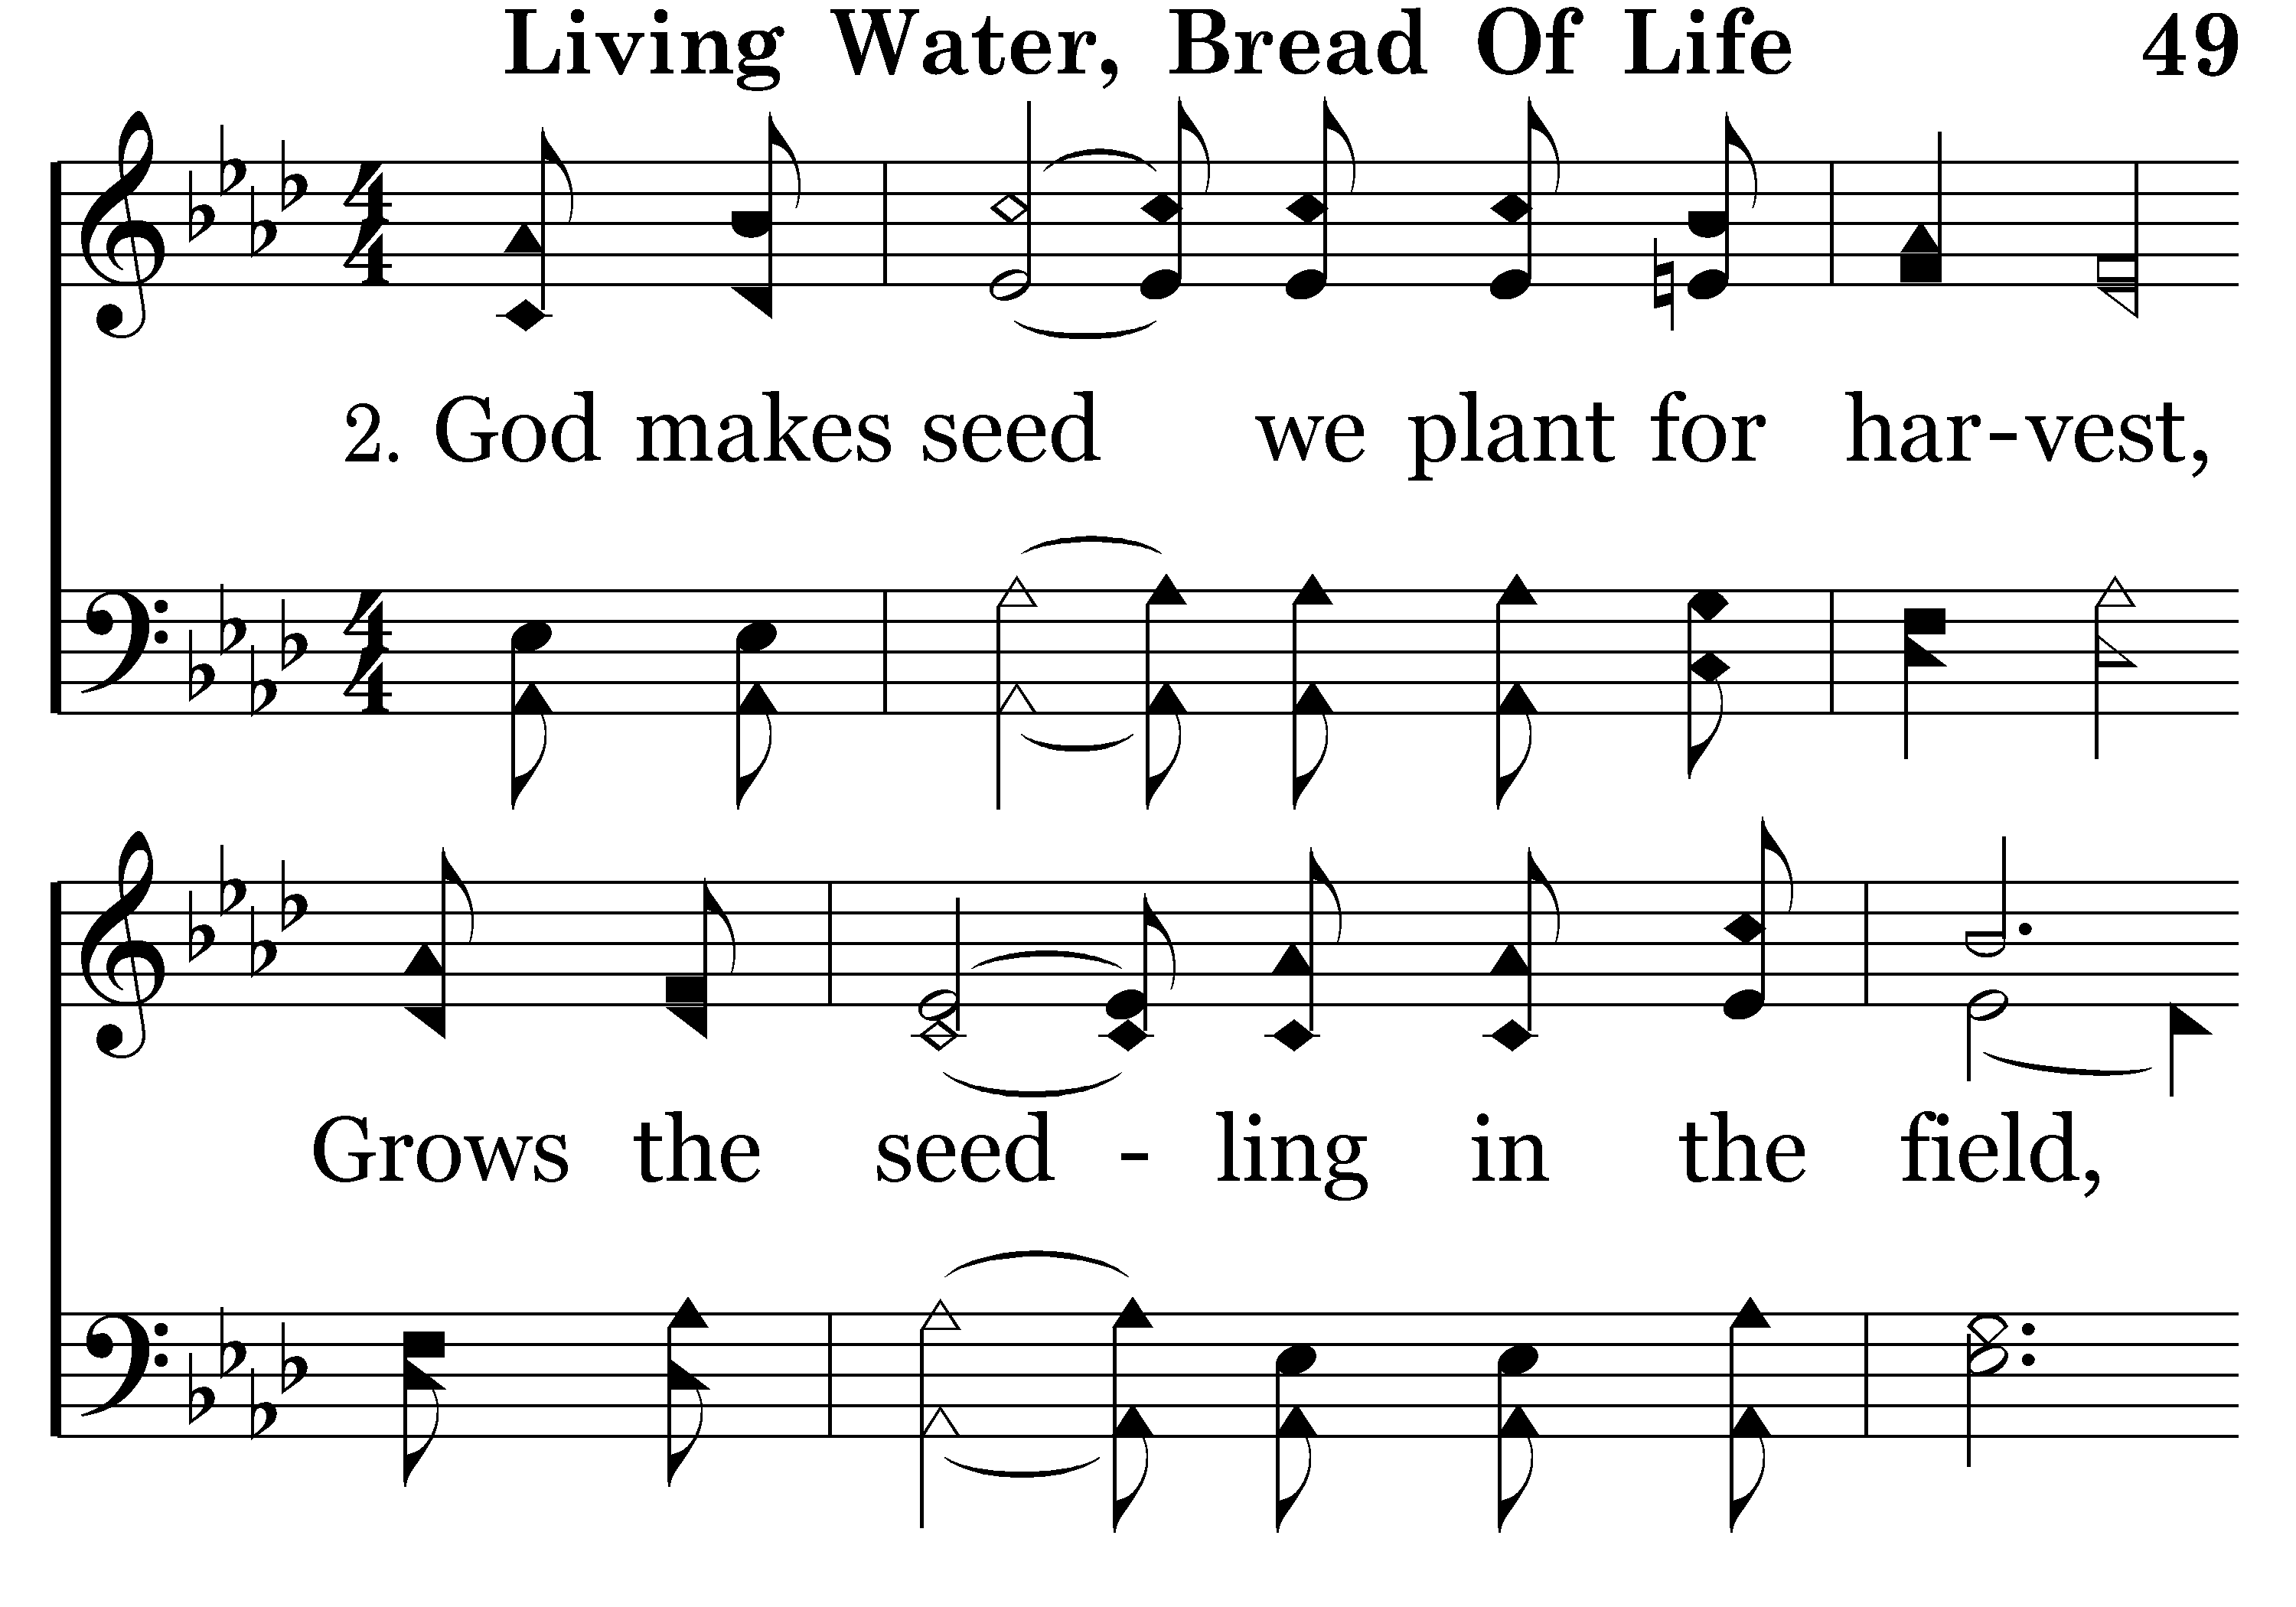 Living Water, Bread Of Life 49
2. God makes seed we plant for har-vest,
Grows the seed - ling in the field,